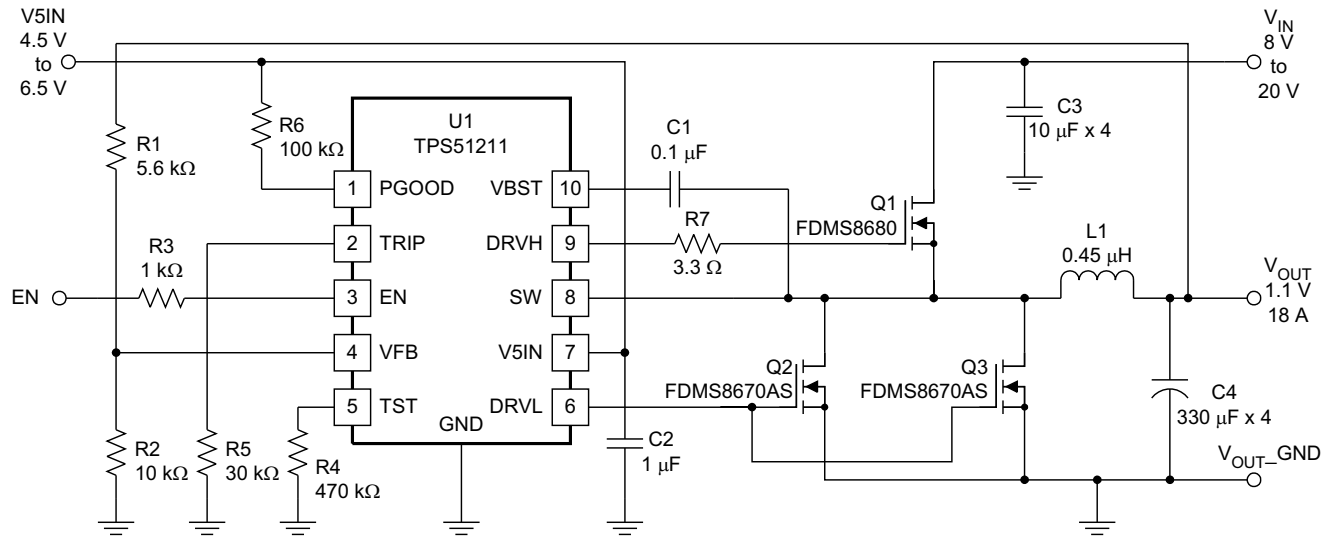 V5IN
4.5 V
to
6.5 V
V_IN
8 V
to
20 V
R1
5.6 kΩ
R6
100 kΩ
U1
TPS51211
C1
0.1 μF
C3
10 μF x 4
1 PGOOD
VBST 10
Q1
FDMS8680
R7
3.3 Ω
2 TRIP
DRVH 9
R3
1 kΩ
L1
0.45 μH
EN
3 EN
SW 8
V_OUT
1.1 V
18 A
4 VFB
V5IN 7
Q2
FDMS8670AS
Q3
FDMS8670AS
5 TST
DRVL 6
GND
C4
330 μF x 4
R2
10 kΩ
R5
30 kΩ
R4
470 kΩ
C2
1 μF
V_OUT_GND